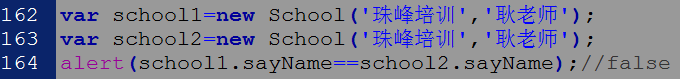 162 var school1=new School('珠峰培训','耿老师');
163 var school2=new School('珠峰培训','耿老师');
164 alert(school1.sayName==school2.sayName);//false